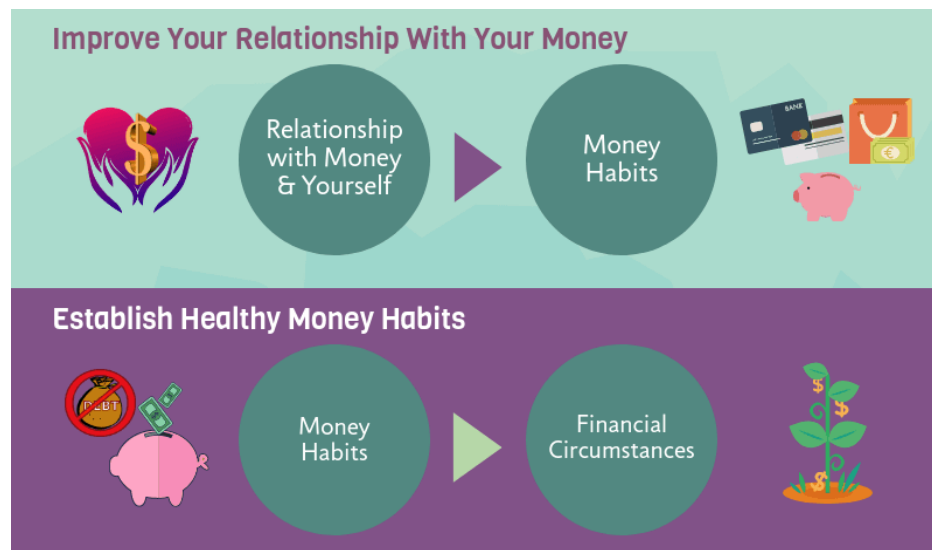 Improve Your Relationship With Your Money
Relationship
with Money
& Yourself
Money
Habits
BANK
€
$
Establish Healthy Money Habits
DEBT
Money
Habits
Financial
Circumstances
$
$
$